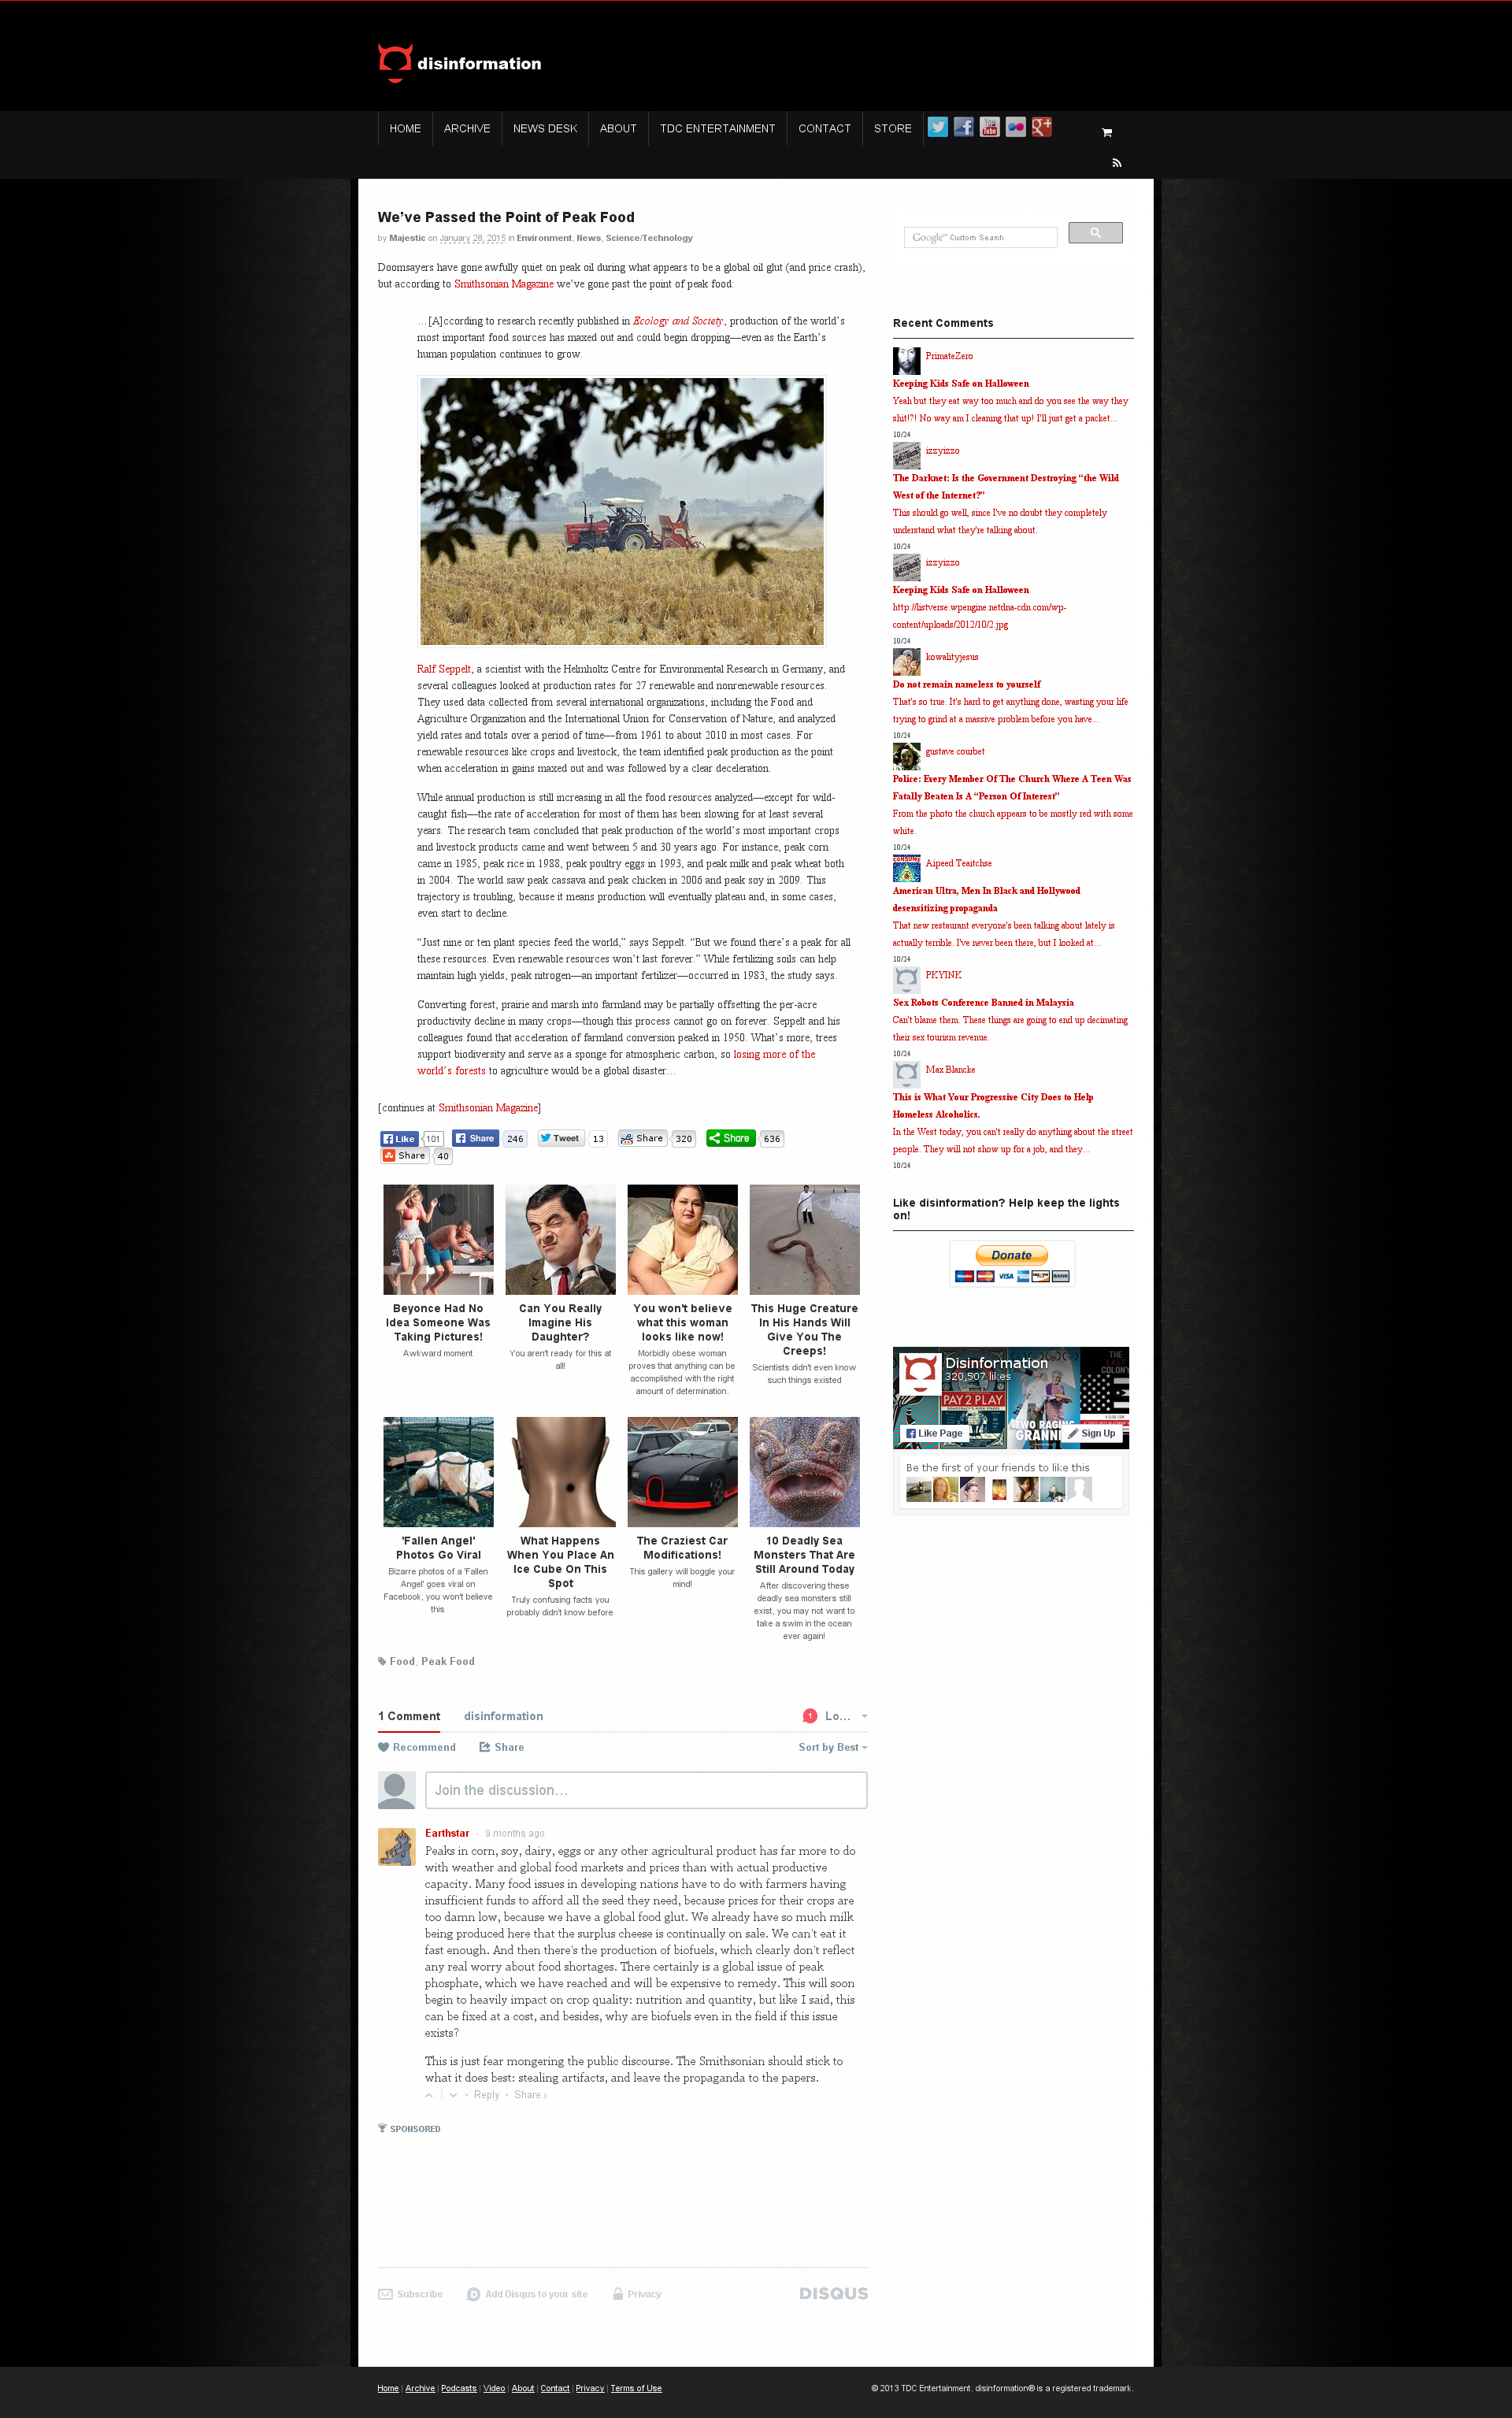 disinformation
HOME
ARCHIVE
NEWS DESK
ABOUT
TDC ENTERTAINMENT
CONTACT
STORE
We've Passed the Point of Peak Food
by Majestic on January 28, 2015 in Environment, News, Science/Technology
Doomsayers have gone awfully quiet on peak oil during what appears to be a global oil glut (and price crash),
but according to Smithsonian Magazine we've gone past the point of peak food:
…[A]ccording to research recently published in Ecology and Society, production of the world's
most important food sources has maxed out and could begin dropping—even as the Earth's
human population continues to grow.
Ralf Seppelt, a scientist with the Helmholtz Centre for Environmental Research in Germany, and
several colleagues looked at production rates for 27 renewable and nonrenewable resources.
They used data collected from several international organizations, including the Food and
Agriculture Organization and the International Union for Conservation of Nature, and analyzed
yield rates and totals over a period of time—from 1961 to about 2010 in most cases. For
renewable resources like crops and livestock, the team identified peak production as the point
when acceleration in gains maxed out and was followed by a clear deceleration.
While annual production is still increasing in all the food resources analyzed—except for wild-
caught fish—the rate of acceleration for most of them has been slowing for at least several
years. The research team concluded that peak production of the world's most important crops
and livestock products came and went between 5 and 30 years ago. For instance, peak corn
came in 1985, peak rice in 1988, peak poultry eggs in 1993, and peak milk and peak wheat both
in 2004. The world saw peak cassava and peak chicken in 2006 and peak soy in 2009. This
trajectory is troubling, because it means production will eventually plateau and, in some cases,
even start to decline.
“Just nine or ten plant species feed the world,” says Seppelt. “But we found there's a peak for all
these resources. Even renewable resources won't last forever.” While fertilizing soils can help
maintain high yields, peak nitrogen—an important fertilizer—occurred in 1983, the study says.
Converting forest, prairie and marsh into farmland may be partially offsetting the per-acre
productivity decline in many crops—though this process cannot go on forever. Seppelt and his
colleagues found that acceleration of farmland conversion peaked in 1950. What's more, trees
support biodiversity and serve as a sponge for atmospheric carbon, so losing more of the
world's forests to agriculture would be a global disaster…
[continues at Smithsonian Magazine]
Like 101 Share 246 Tweet 13 Share 320 Share 636
Share 40
Beyonce Had No
Idea Someone Was
Taking Pictures!
Awkward moment
Can You Really
Imagine His
Daughter?
You aren't ready for this at
all!
You won't believe
what this woman
looks like now!
Morbidly obese woman
proves that anything can be
accomplished with the right
amount of determination.
This Huge Creature
In His Hands Will
Give You The
Creeps!
Scientists didn't even know
such things existed
'Fallen Angel'
Photos Go Viral
Bizarre photos of a 'Fallen
Angel' goes viral on
Facebook, you won't believe
this
What Happens
When You Place An
Ice Cube On This
Spot
Truly confusing facts you
probably didn't know before
The Craziest Car
Modifications!
This gallery will boggle your
mind!
10 Deadly Sea
Monsters That Are
Still Around Today
After discovering these
deadly sea monsters still
exist, you may not want to
take a swim in the ocean
ever again!
Food, Peak Food
1 Comment
disinformation
1
Lo…
Recommend
Share
Sort by Best
Join the discussion…
Earthstar · 9 months ago
Peaks in corn, soy, dairy, eggs or any other agricultural product has far more to do
with weather and global food markets and prices than with actual productive
capacity. Many food issues in developing nations have to do with farmers having
insufficient funds to afford all the seed they need, because prices for their crops are
too damn low, because we have a global food glut. We already have so much milk
being produced here that the surplus cheese is continually on sale. We can't eat it
fast enough. And then there's the production of biofuels, which clearly don't reflect
any real worry about food shortages. There certainly is a global issue of peak
phosphate, which we have reached and will be expensive to remedy. This will soon
begin to heavily impact on crop quality: nutrition and quantity, but like I said, this
can be fixed at a cost, and besides, why are biofuels even in the field if this issue
exists?
This is just fear mongering the public discourse. The Smithsonian should stick to
what it does best: stealing artifacts, and leave the propaganda to the papers.
• Reply • Share ›
SPONSORED
Subscribe
Add Disqus to your site
Privacy
DISQUS
Google™ Custom Search
Recent Comments
PrimateZero
Keeping Kids Safe on Halloween
Yeah but they eat way too much and do you see the way they
shit!?! No way am I cleaning that up! I'll just get a packet...
10/24
izzyizzo
The Darknet: Is the Government Destroying “the Wild
West of the Internet?”
This should go well, since I've no doubt they completely
understand what they're talking about.
10/24
izzyizzo
Keeping Kids Safe on Halloween
http://listverse.wpengine.netdna-cdn.com/wp-
content/uploads/2012/10/2.jpg
10/24
kowalityjesus
Do not remain nameless to yourself
That's so true. It's hard to get anything done, wasting your life
trying to grind at a massive problem before you have...
10/24
gustave courbet
Police: Every Member Of The Church Where A Teen Was
Fatally Beaten Is A “Person Of Interest”
From the photo the church appears to be mostly red with some
white.
10/24
CONSUME
Aipeed Teaitchse
American Ultra, Men In Black and Hollywood
desensitizing propaganda
That new restaurant everyone's been talking about lately is
actually terrible. I've never been there, but I looked at...
10/24
PKYINK
Sex Robots Conference Banned in Malaysia
Can't blame them. These things are going to end up decimating
their sex tourism revenue.
10/24
Max Blancke
This is What Your Progressive City Does to Help
Homeless Alcoholics.
In the West today, you can't really do anything about the street
people. They will not show up for a job, and they...
10/24
Like disinformation? Help keep the lights
on!
Donate
VISA
BANK
Disinformation
320,507 likes
PAY 2 PLAY
TWO RAGING
GRANNIES
THE
COLONY
Like Page
Sign Up
Be the first of your friends to like this
Home | Archive | Podcasts | Video | About | Contact | Privacy | Terms of Use
© 2013 TDC Entertainment. disinformation® is a registered trademark.